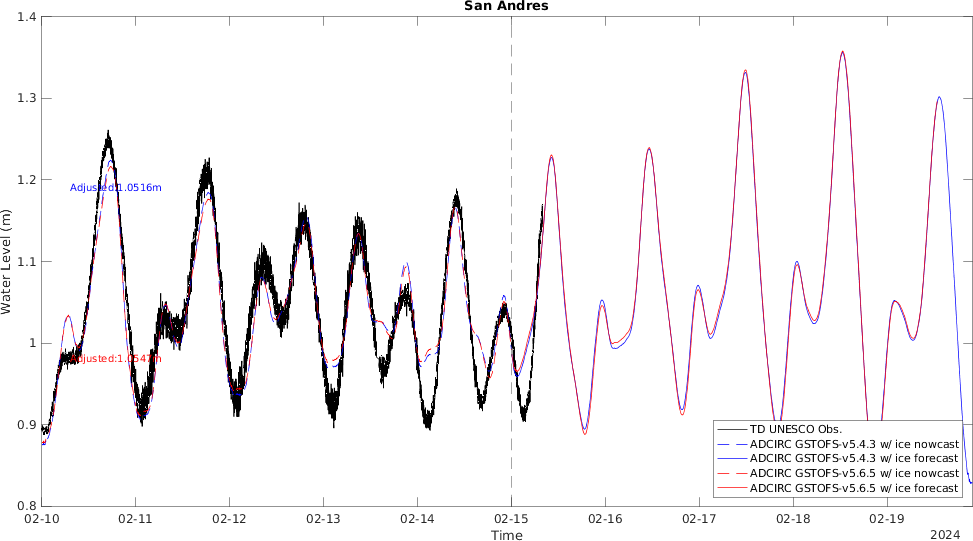 San Andres
Water Level (m)
1.4
1.3
1.2
1.1
1
0.9
0.8
Adjusted:1.0516m
Adjusted:1.0547m
TD UNESCO Obs.
ADCIRC GSTOFS-v5.4.3 w/ ice nowcast
ADCIRC GSTOFS-v5.4.3 w/ ice forecast
ADCIRC GSTOFS-v5.6.5 w/ ice nowcast
ADCIRC GSTOFS-v5.6.5 w/ ice forecast
02-10 02-11 02-12 02-13 02-14 02-15 02-16 02-17 02-18 02-19
Time
2024